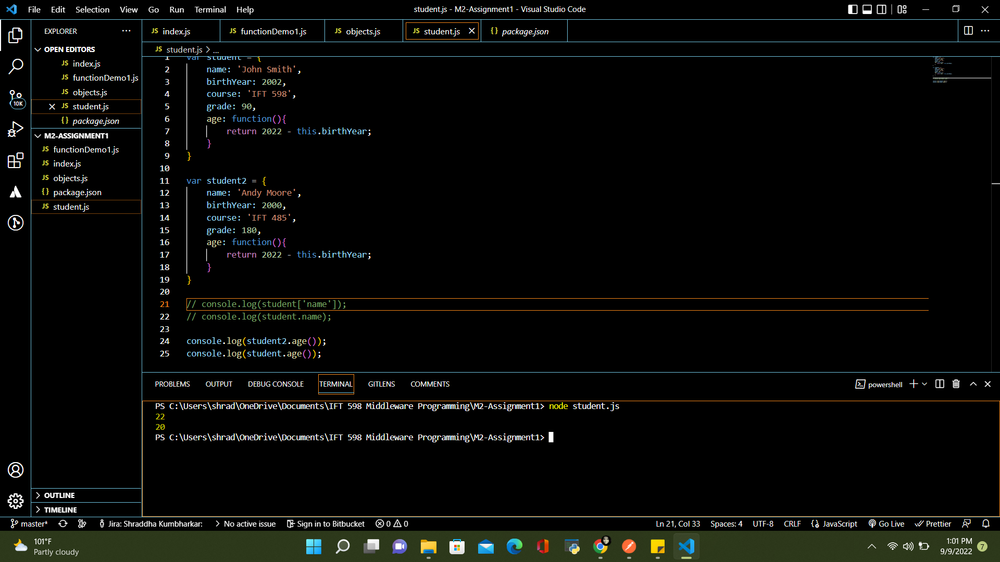 File Edit Selection View Go Run Terminal Help
student.js - M2-Assignment1 - Visual Studio Code
EXPLORER
JS index.js
JS functionDemo1.js
JS objects.js
JS student.js
{} package.json
OPEN EDITORS
JS index.js
JS functionDemo1.js
JS objects.js
JS student.js
{} package.json
M2-ASSIGNMENT1
JS functionDemo1.js
JS index.js
JS objects.js
{} package.json
JS student.js
OUTLINE
TIMELINE
10K
JS student.js > ...
1 var student = {
2 name: 'John Smith',
3 birthYear: 2002,
4 course: 'IFT 598',
5 grade: 90,
6 age: function(){
7 return 2022 - this.birthYear;
8 }
9 }
10
11 var student2 = {
12 name: 'Andy Moore',
13 birthYear: 2000,
14 course: 'IFT 485',
15 grade: 180,
16 age: function(){
17 return 2022 - this.birthYear;
18 }
19 }
20
21 // console.log(student['name']);
22 // console.log(student.name);
23
24 console.log(student2.age());
25 console.log(student.age());
PROBLEMS OUTPUT DEBUG CONSOLE TERMINAL GITLENS COMMENTS
powershell
PS C:\Users\shrad\OneDrive\Documents\IFT 598 Middleware Programming\M2-Assignment1> node student.js
22
20
PS C:\Users\shrad\OneDrive\Documents\IFT 598 Middleware Programming\M2-Assignment1>
master* Jira: Shraddha Kumbharkar: > No active issue Sign in to Bitbucket 0 0
Ln 21, Col 33 Spaces: 4 UTF-8 CRLF {} JavaScript Go Live Prettier
101°F
Partly cloudy
1:01 PM
9/9/2022
7